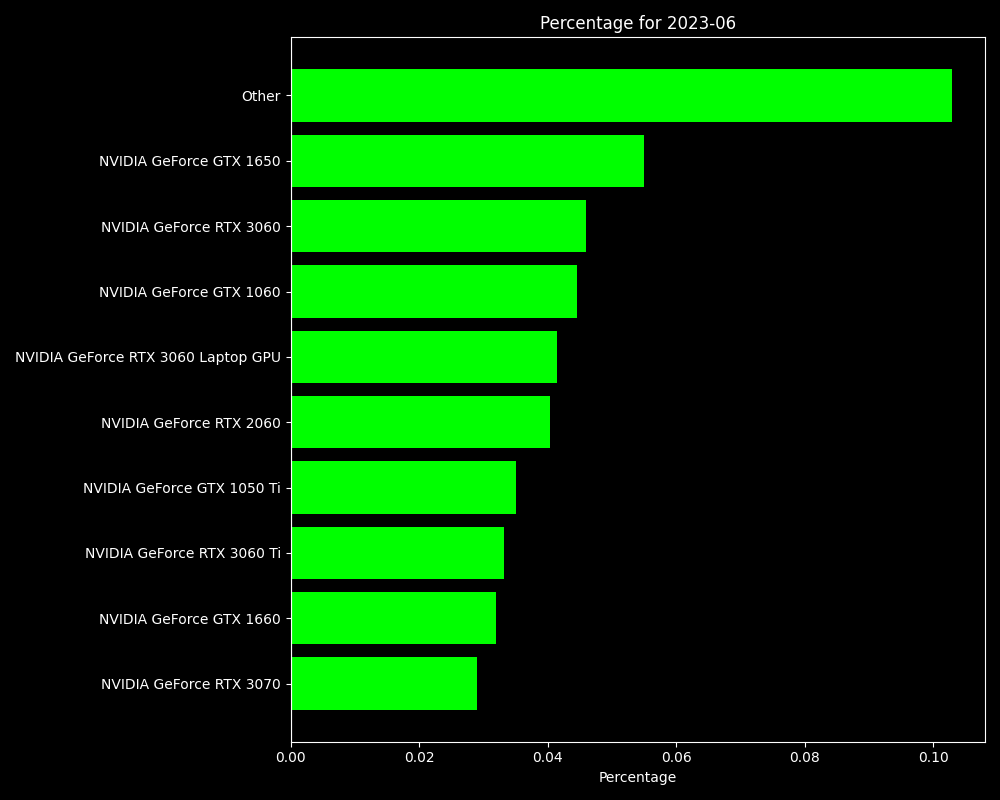 Percentage for 2023-06
Other
NVIDIA GeForce GTX 1650
NVIDIA GeForce RTX 3060
NVIDIA GeForce GTX 1060
NVIDIA GeForce RTX 3060 Laptop GPU
NVIDIA GeForce RTX 2060
NVIDIA GeForce GTX 1050 Ti
NVIDIA GeForce RTX 3060 Ti
NVIDIA GeForce GTX 1660
NVIDIA GeForce RTX 3070
0.00 0.02 0.04 0.06 0.08 0.10
Percentage